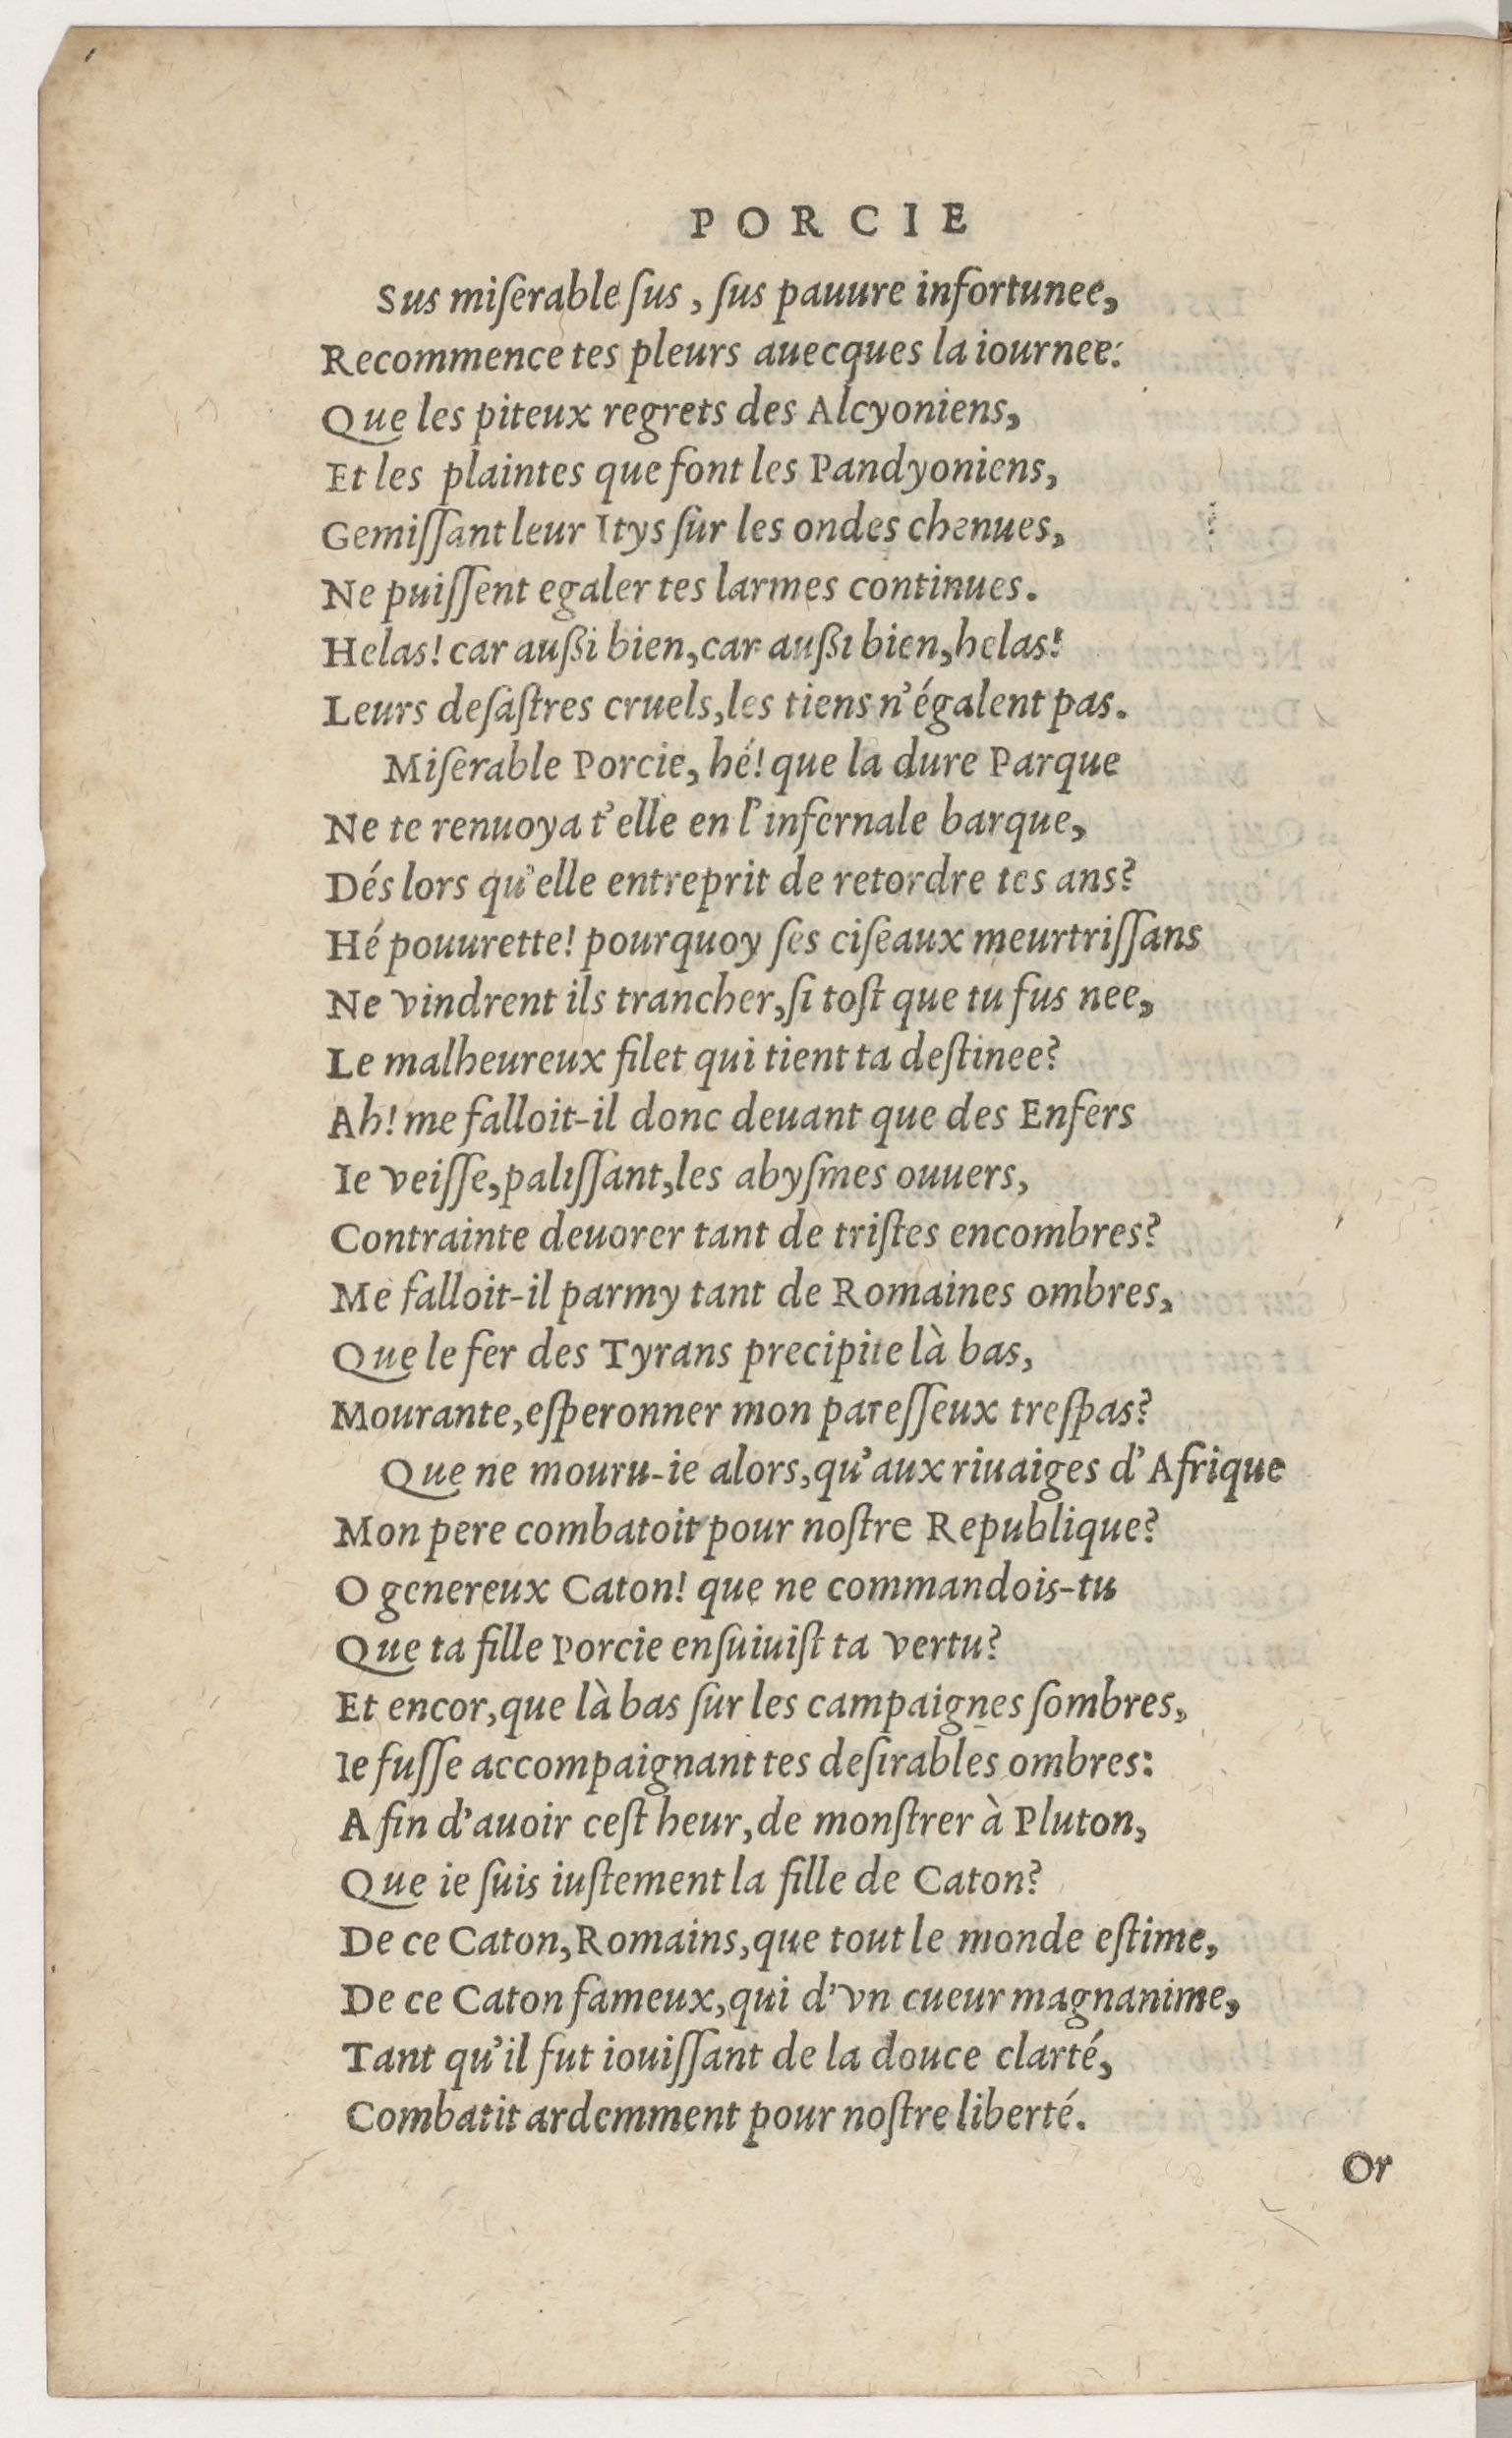 PORCIE
Sus miſerable ſus, ſus pauure infortunee,
Recommence tes pleurs auecques la iournee:
Que les piteux regrets des Alcyoniens,
Et les plaintes que font les Pandyoniens,
Gemiſſant leur Itys ſur les ondes chenues,
Ne puiſſent egaler tes larmes continues.
Helas! car außi bien, car außi bien, helas!
Leurs deſaſtres cruels, les tiens n'égalent pas.
Miſerable Porcie, hé! que la dure Parque
Ne te renuoya t'elle en l'infernale barque,
Dés lors qu'elle entreprit de retordre tes ans?
Hé pouurette! pourquoy ſes ciſeaux meurtriſſans
Ne vindrent ils trancher, ſi toſt que tu fus nee,
Le malheureux filet qui tient ta deſtinee?
Ah! me falloit-il donc deuant que des Enfers
Ie veiſſe, paliſſant, les abyſmes ouuers,
Contrainte deuorer tant de triſtes encombres?
Me falloit-il parmy tant de Romaines ombres,
Que le fer des Tyrans precipite là bas,
Mourante, eſperonner mon pareſſeux treſpas?
Que ne mouru-ie alors, qu'aux riuaiges d'Afrique
Mon pere combatoit pour noſtre Republique?
O genereux Caton! que ne commandois-tu
Que ta fille Porcie enſuiuiſt ta vertu?
Et encor, que là bas ſur les campaignes ſombres,
Ie fuſſe accompaignant tes deſirables ombres:
A fin d'auoir ceſt heur, de monſtrer à Pluton,
Que ie ſuis iuſtement la fille de Caton?
De ce Caton, Romains, que tout le monde eſtime,
De ce Caton fameux, qui d'vn cueur magnanime,
Tant qu'il fut iouiſſant de la douce clarté,
Combatit ardemment pour noſtre liberté.
Or